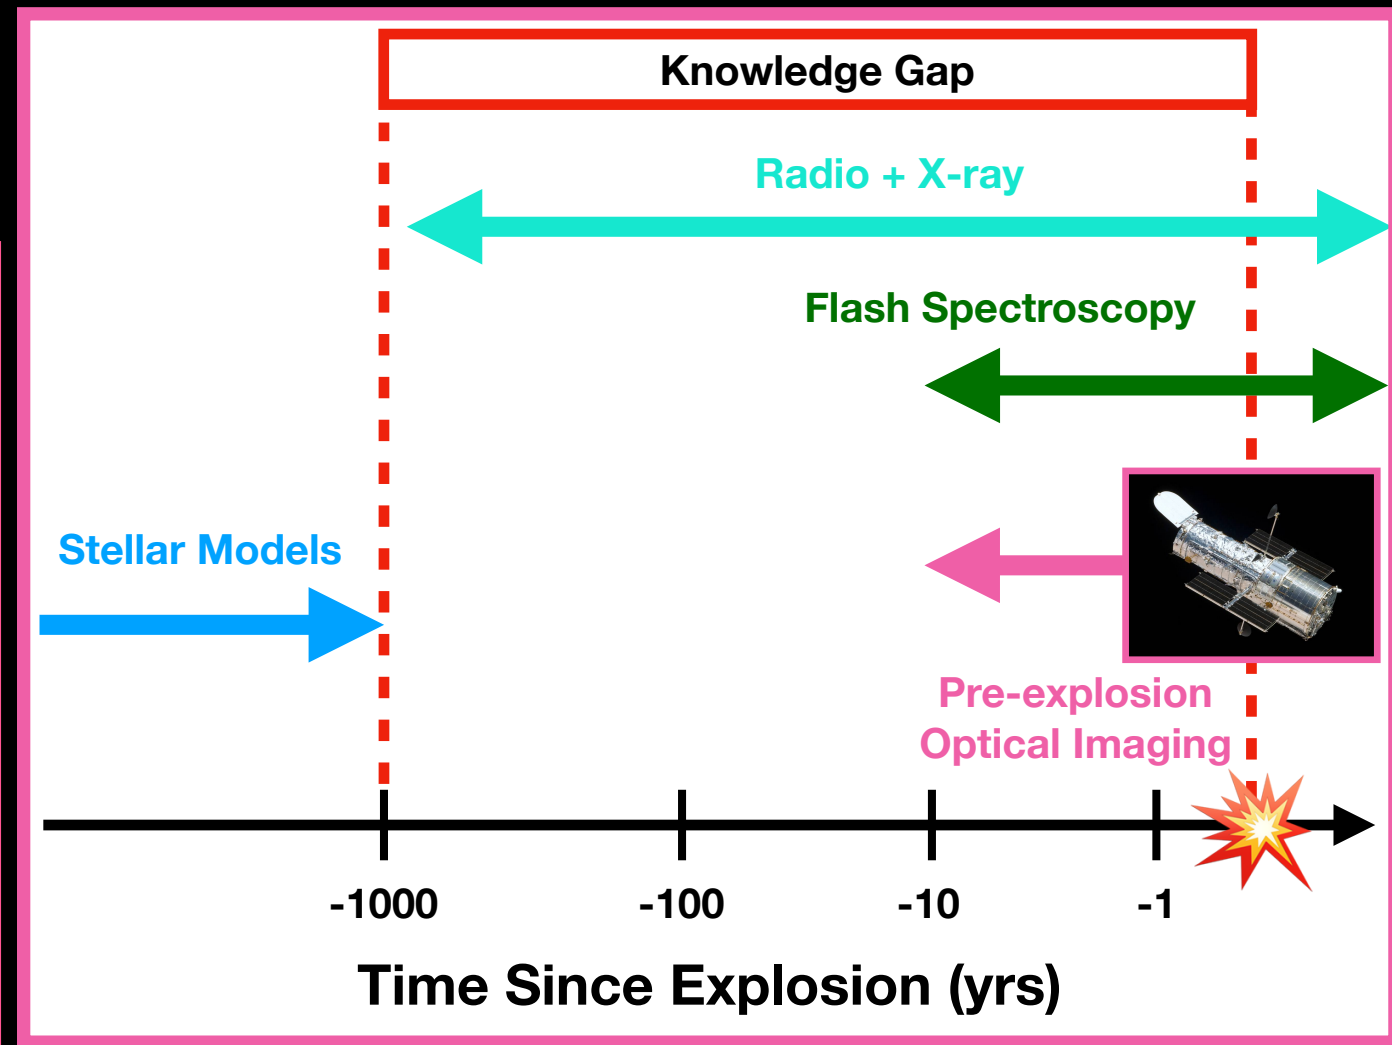 Knowledge Gap
Radio + X-ray
Flash Spectroscopy
Stellar Models
Pre-explosion
Optical Imaging
-1000
-100
-10
-1
Time Since Explosion (yrs)